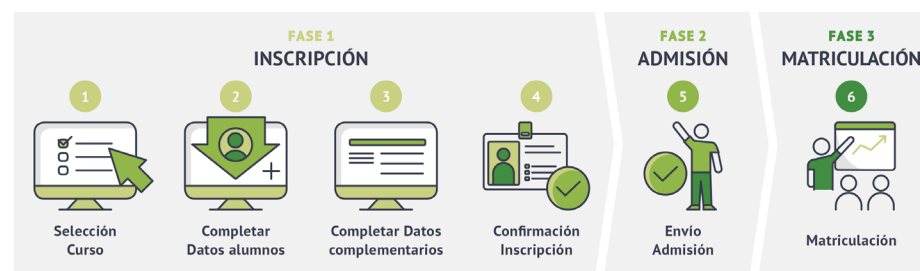 FASE 1
INSCRIPCIÓN
1
2
3
4
Selección
Curso
Completar
Datos alumnos
Completar Datos
complementarios
Confirmación
Inscripción
FASE 2
ADMISIÓN
5
Envío
Admisión
FASE 3
MATRICULACIÓN
6
Matriculación